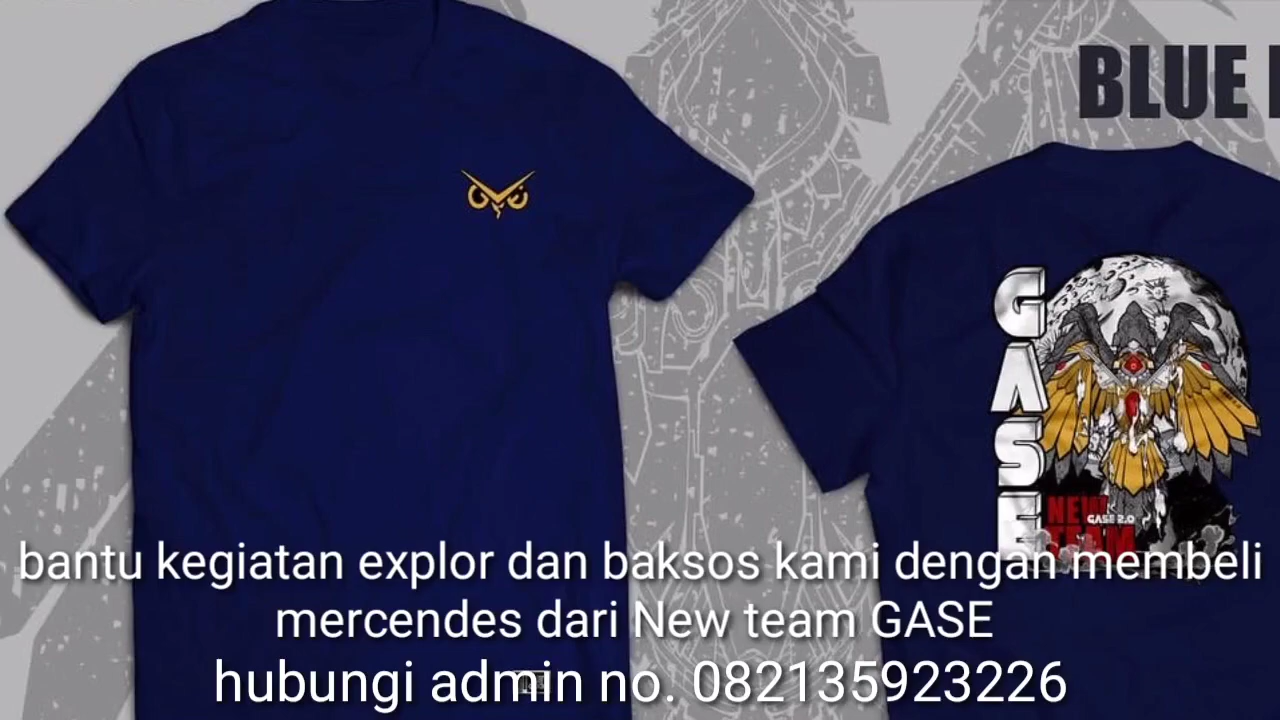 BLUE
GASE
NEW
GASE 2.0
TEAM
bantu kegiatan explor dan baksos kami dengan membeli
mercendes dari New team GASE
hubungi admin no. 082135923226